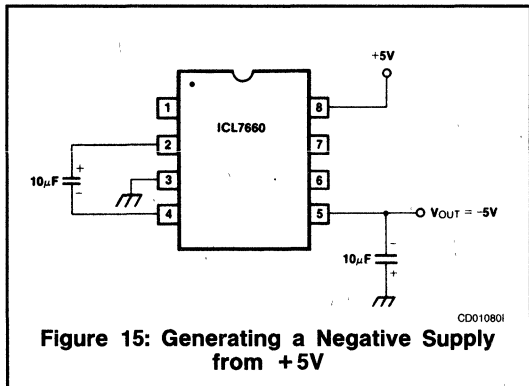 +5V
ICL7660
1
8
2
7
+
10μF
-
3
6
4
5
VOUT = -5V
-
10μF
+
CD01080I
Figure 15: Generating a Negative Supply
from +5V